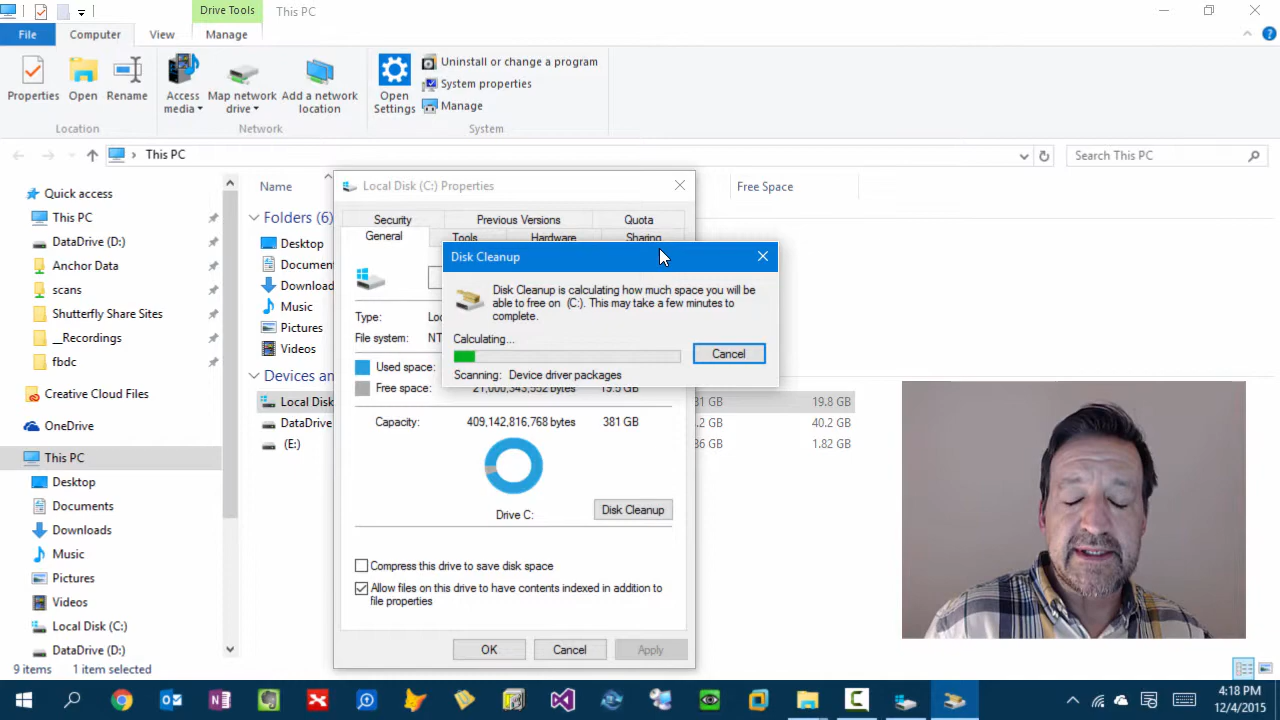 Drive Tools
This PC
File
Computer
View
Manage
Properties
Open
Rename
Location
Access
media
Map network
drive
Add a network
location
Network
Open
Settings
Uninstall or change a program
System properties
Manage
System
This PC
Search This PC
Quick access
This PC
DataDrive (D:)
Anchor Data
scans
Shutterfly Share Sites
__Recordings
fbdc
Creative Cloud Files
OneDrive
This PC
Desktop
Documents
Downloads
Music
Pictures
Videos
Local Disk (C:)
DataDrive (D:)
Name
Free Space
Folders (6)
Desktop
Documen
Download
Music
Pictures
Videos
Devices an
Local Disk
19.8 GB
DataDrive
40.2 GB
(E:)
1.82 GB
Local Disk (C:) Properties
Security
Previous Versions
Quota
General
Tools
Hardware
Sharing
Type:
File system:
Used space:
Free space:
Capacity:
409,142,816,768 bytes
381 GB
Drive C:
Disk Cleanup
Compress this drive to save disk space
Allow files on this drive to have contents indexed in addition to
file properties
OK
Cancel
Apply
Disk Cleanup
Disk Cleanup is calculating how much space you will be
able to free on (C:). This may take a few minutes to
complete.
Calculating...
Cancel
Scanning: Device driver packages
9 items
1 item selected
4:18 PM
12/4/2015